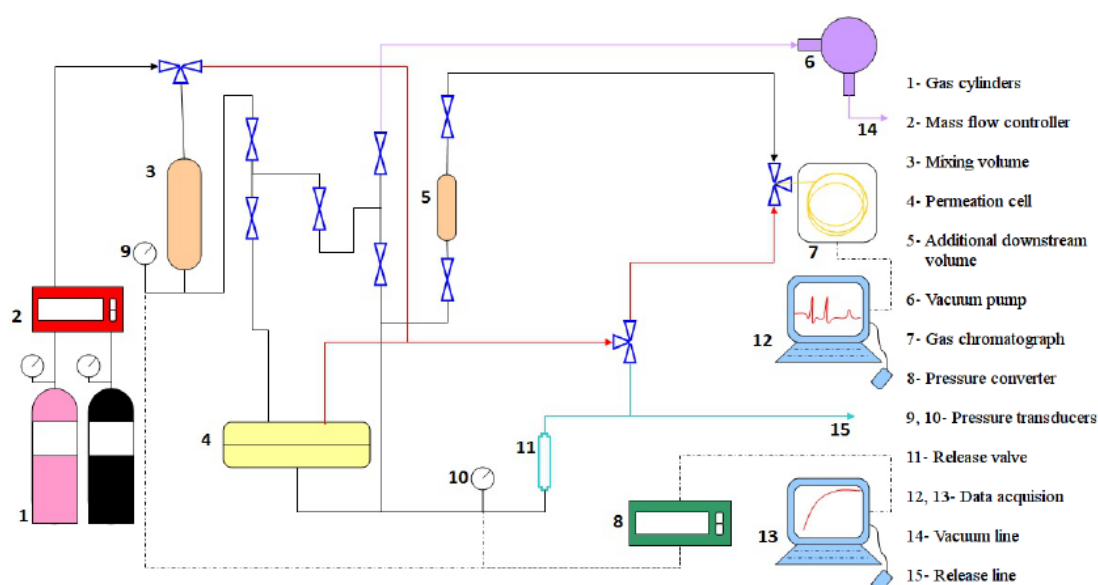 6
14
3
5
9
7
2
12
4
15
11
10
1
8
13
1- Gas cylinders
2- Mass flow controller
3- Mixing volume
4- Permeation cell
5- Additional downstream
volume
6- Vacuum pump
7- Gas chromatograph
8- Pressure converter
9, 10- Pressure transducers
11- Release valve
12, 13- Data acquision
14- Vacuum line
15- Release line